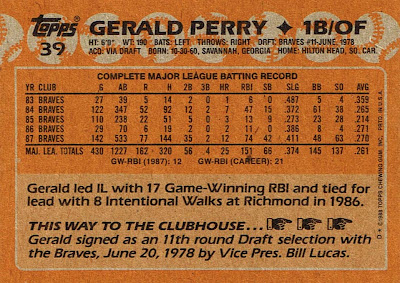 Topps
39
GERALD PERRY ♦ 1B/OF
HT: 6'0" WT: 190 BATS: LEFT THROWS: RIGHT DRFT: BRAVES #11-JUNE, 1978
ACQ: VIA DRAFT BORN: 10-30-60, SAVANNAH, GEORGIA HOME: HILTON HEAD, SO. CAR.
COMPLETE MAJOR LEAGUE BATTING RECORD
YR CLUB G AB R H 2B 3B HR RBI SB SLG BB SO AVG
83 BRAVES 27 39 5 14 2 0 1 6 0 .487 5 4 .359
84 BRAVES 122 347 52 92 12 2 7 47 15 .372 61 38 .265
85 BRAVES 110 238 22 51 5 0 3 13 9 .273 23 28 .214
86 BRAVES 29 70 6 19 2 0 2 11 0 .386 8 4 .271
87 BRAVES 142 533 77 144 35 2 12 74 42 .411 48 63 .270
MAJ. LEA. TOTALS 430 1227 162 320 56 4 25 151 66 .374 145 137 .261
GW-RBI (1987): 12 GW-RBI (CAREER): 21
Gerald led IL with 17 Game-Winning RBI and tied for
lead with 8 Intentional Walks at Richmond in 1986.
THIS WAY TO THE CLUBHOUSE...
Gerald signed as an 11th round Draft selection with
the Braves, June 20, 1978 by Vice Pres. Bill Lucas.
© 1988 TOPPS CHEWING GUM, INC. PRTD. IN U.S.A.